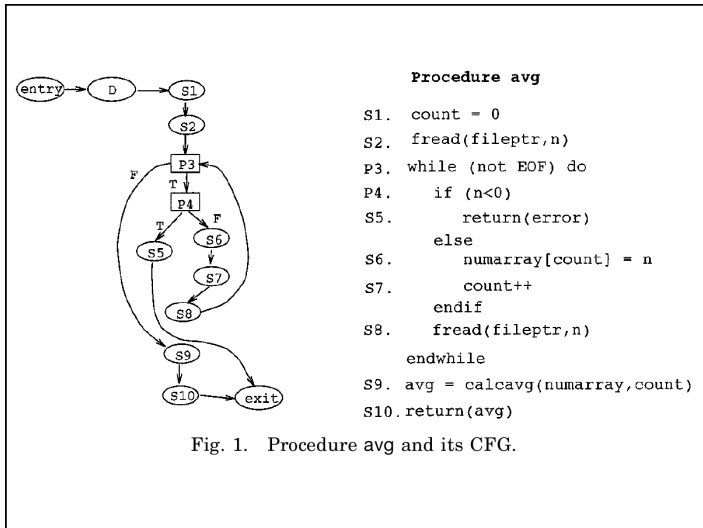 entry
D
S1
S2
P3
F
T
P4
T
F
S5
S6
S7
S8
S9
S10
exit
Procedure avg
S1. count = 0
S2. fread(fileptr,n)
P3. while (not EOF) do
P4. if (n<0)
S5. return(error)
else
S6. numarray[count] = n
S7. count++
endif
S8. fread(fileptr,n)
endwhile
S9. avg = calcavg(numarray,count)
S10. return(avg)
Fig. 1. Procedure avg and its CFG.